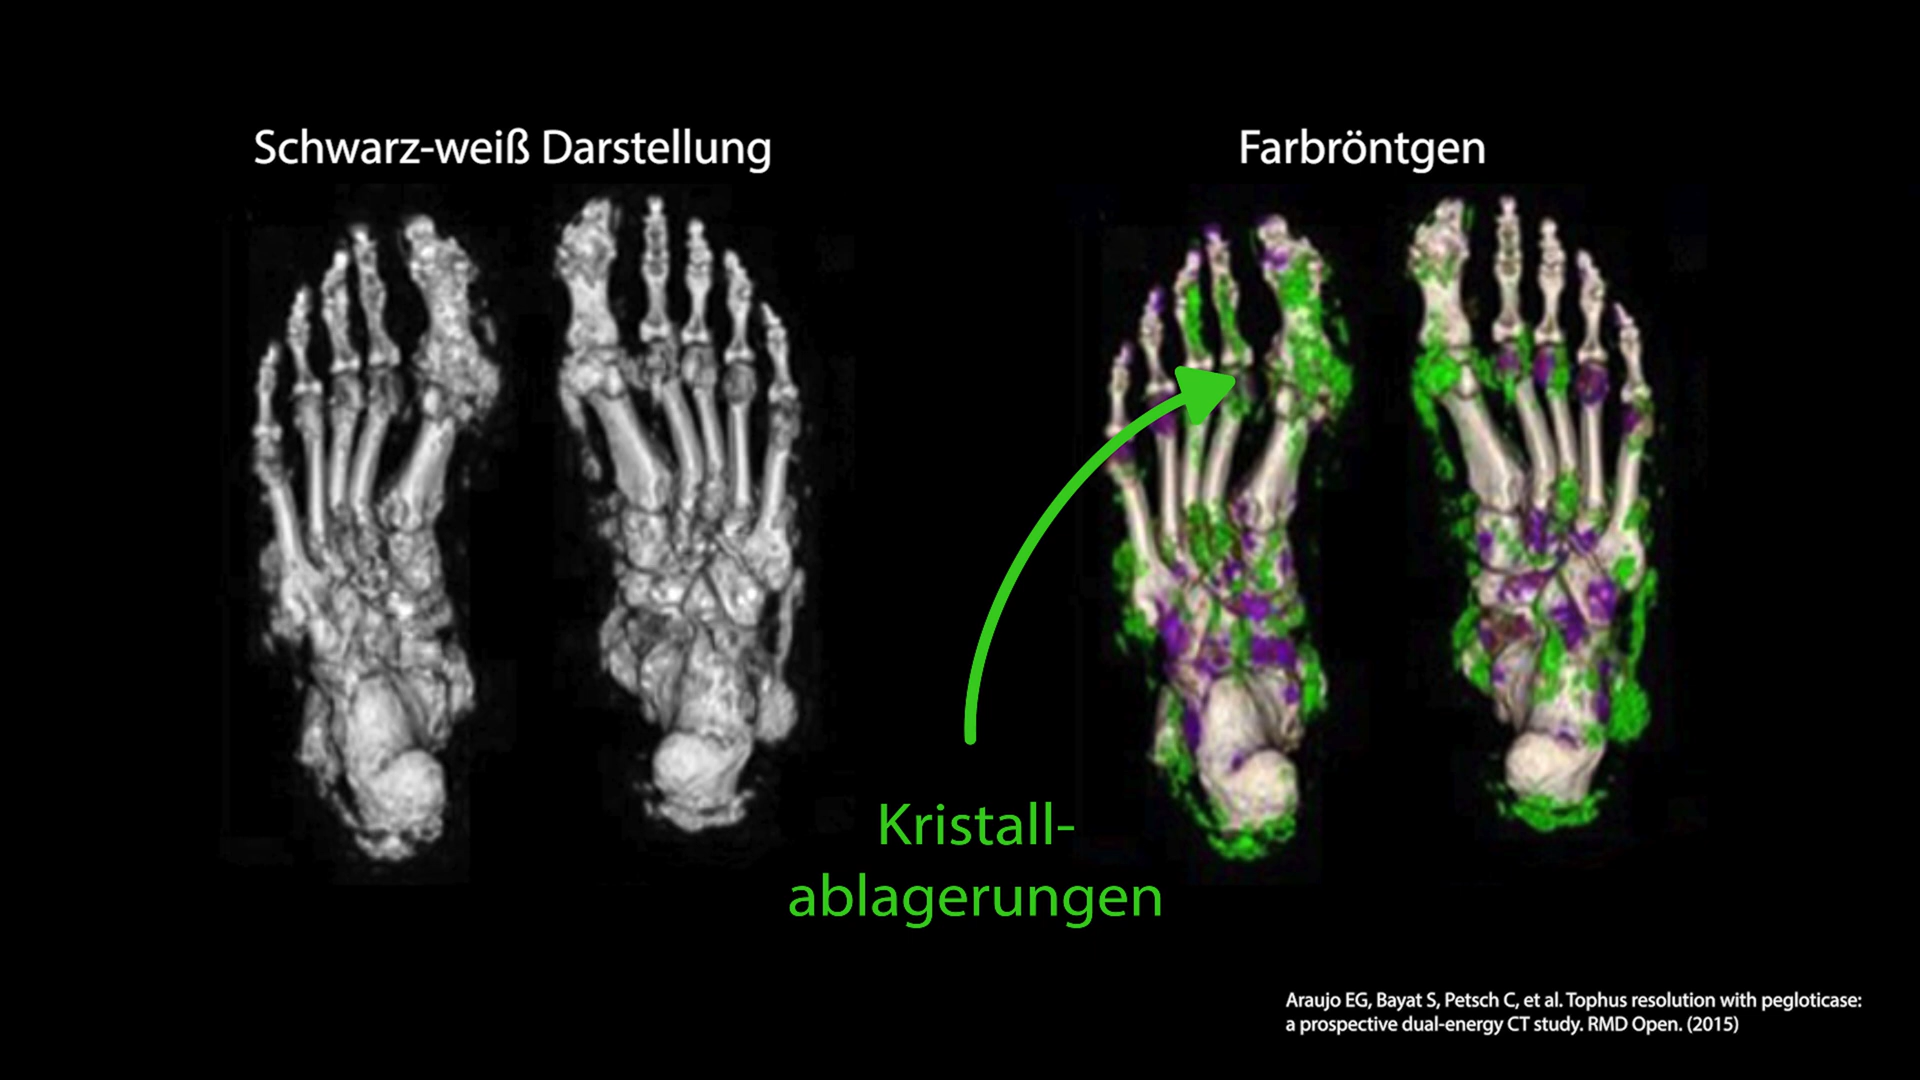 Schwarz-weiß Darstellung
Farbröntgen
Kristall-
ablagerungen
Araujo EG, Bayat S, Petsch C, et al. Tophus resolution with pegloticase:
a prospective dual-energy CT study. RMD Open. (2015)